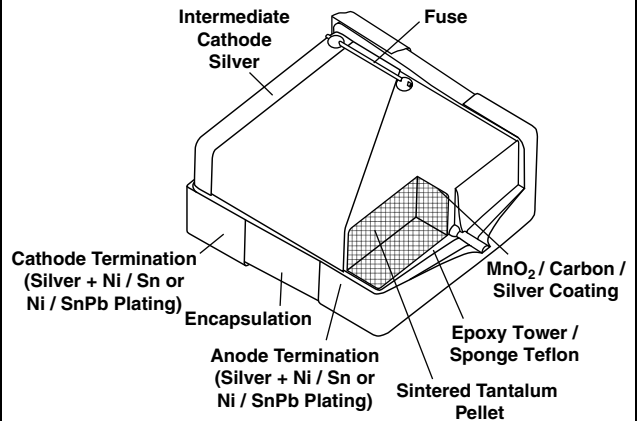 Intermediate
Cathode
Silver
Fuse
Cathode Termination
(Silver + Ni / Sn or
Ni / SnPb Plating)
Encapsulation
Anode Termination
(Silver + Ni / Sn or
Ni / SnPb Plating)
MnO₂ / Carbon /
Silver Coating
Epoxy Tower /
Sponge Teflon
Sintered Tantalum
Pellet